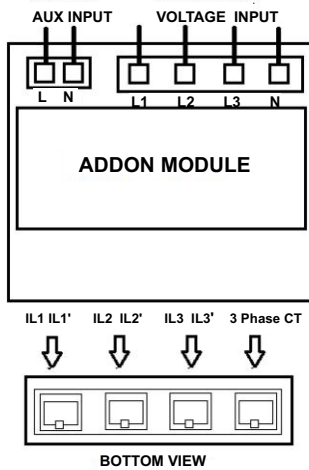 AUX INPUT VOLTAGE INPUT
L N L1 L2 L3 N
ADDON MODULE
IL1 IL1' IL2 IL2' IL3 IL3' 3 Phase CT
BOTTOM VIEW